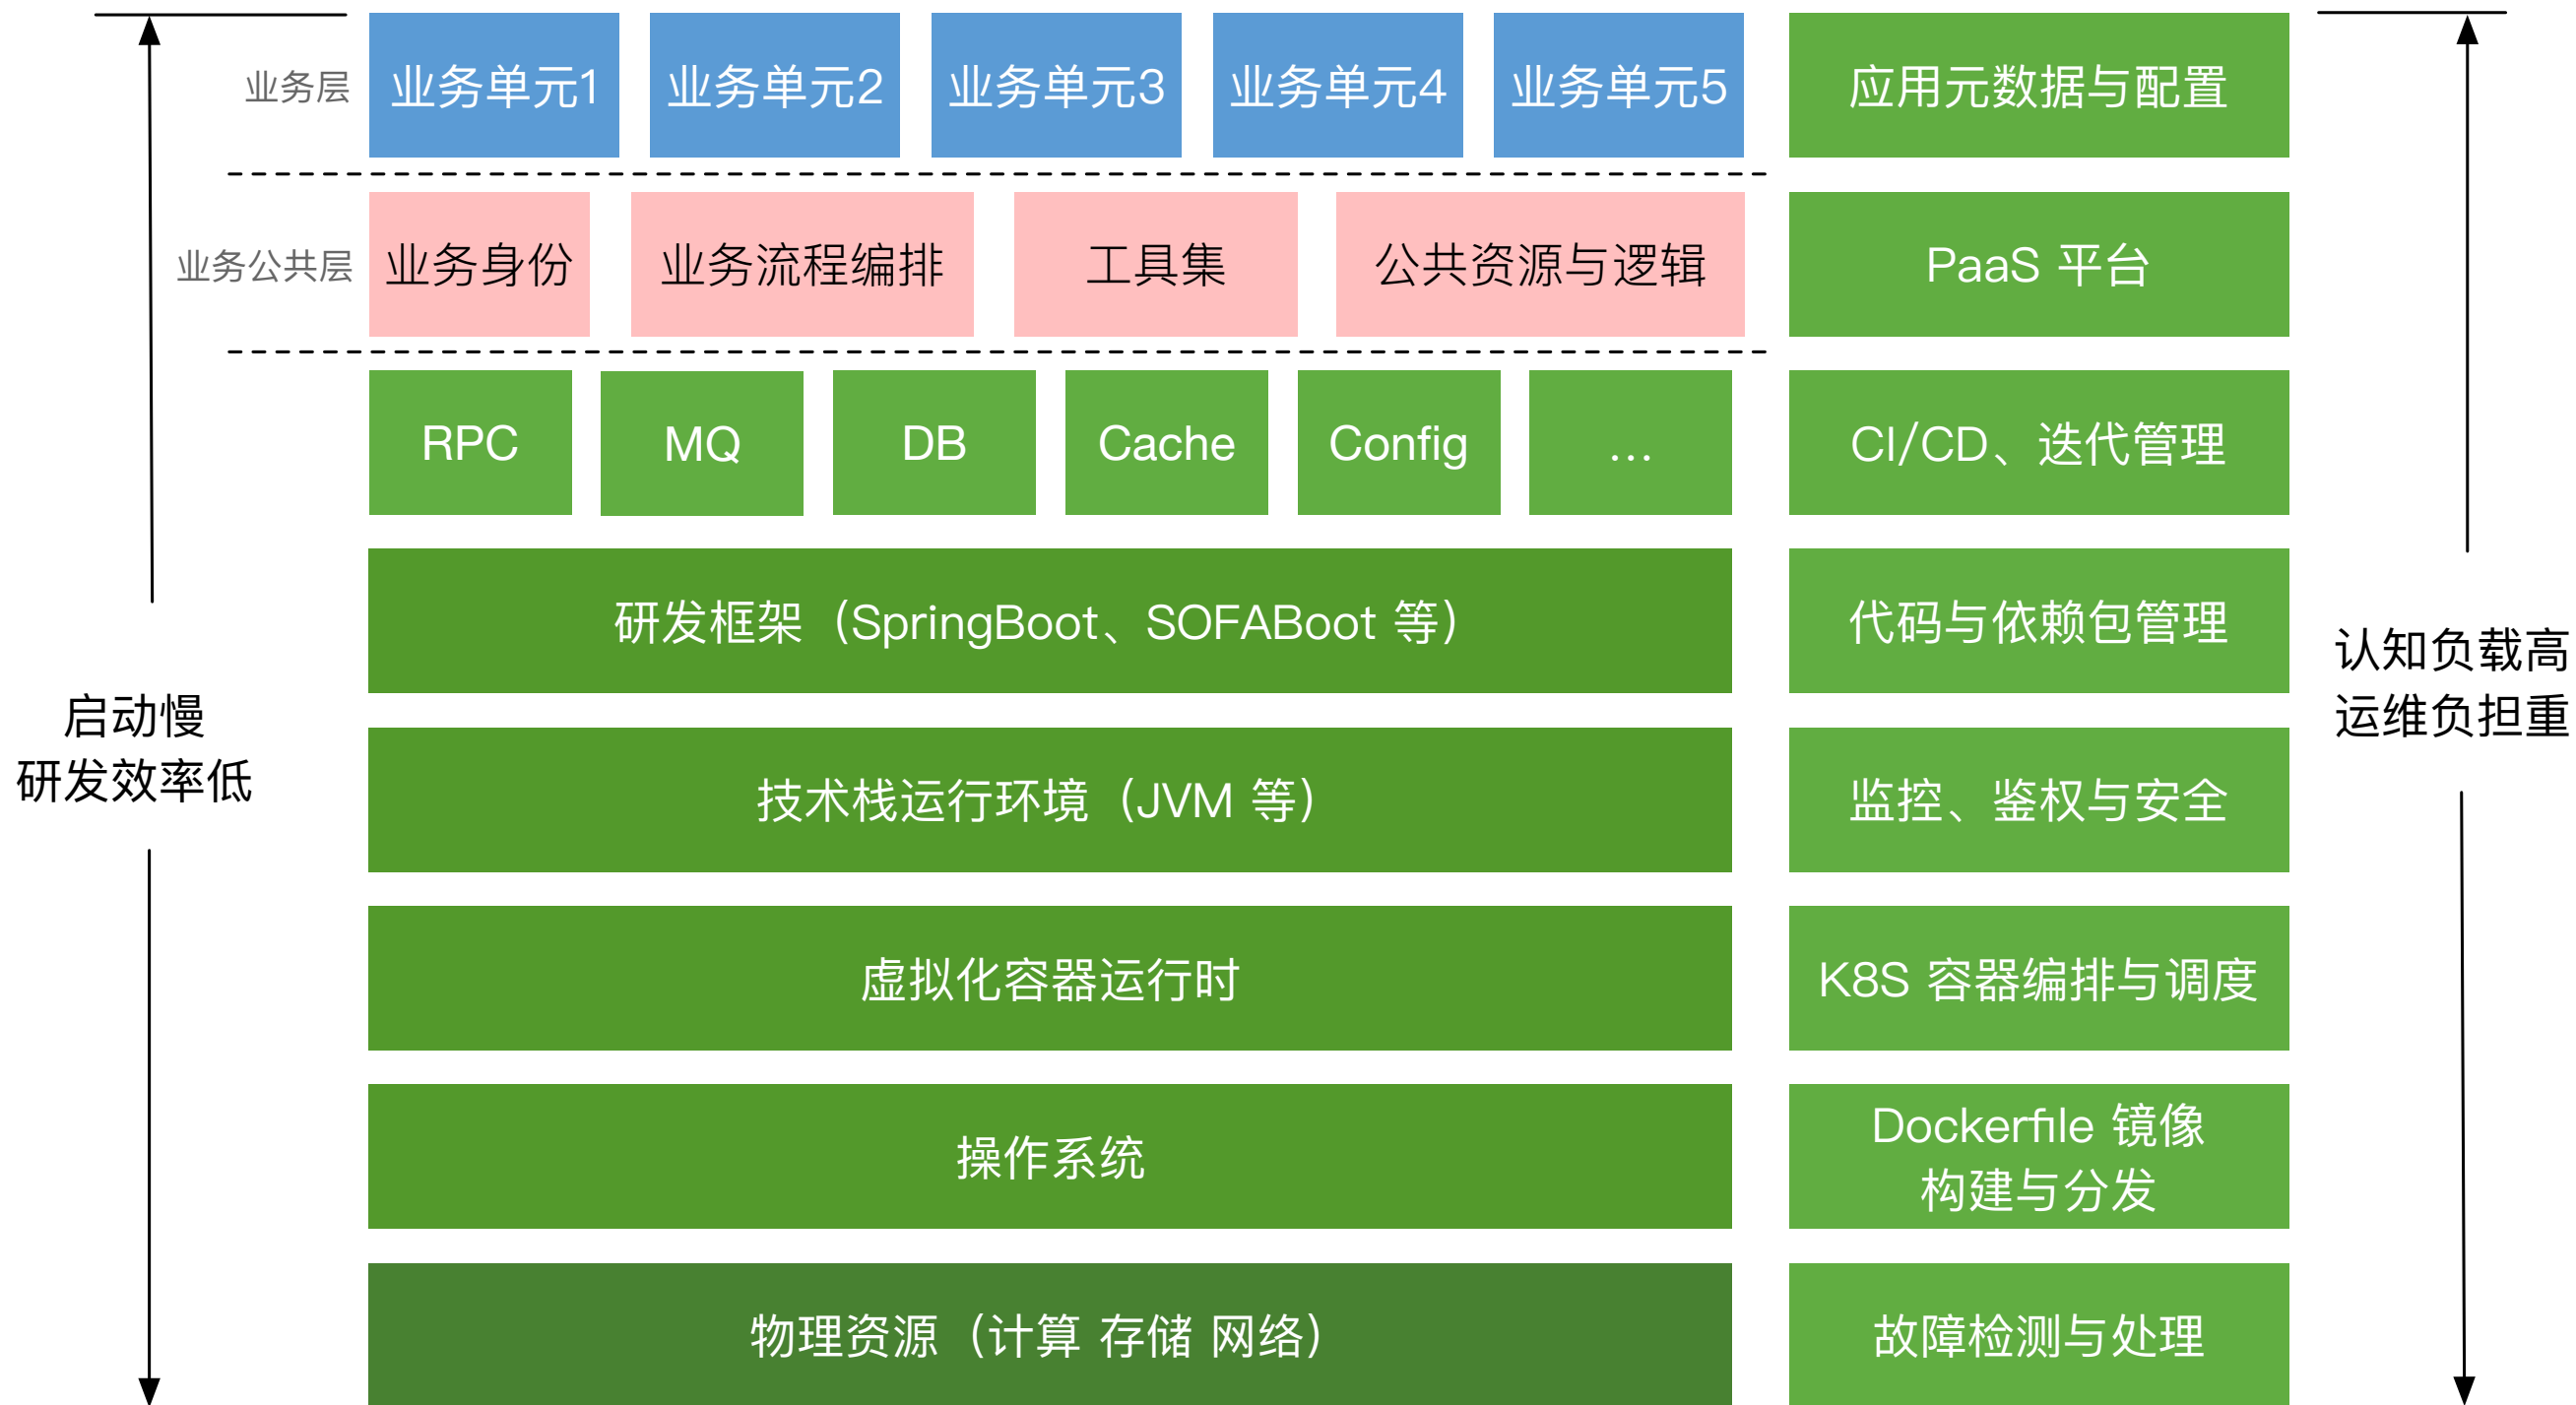 业务层
业务单元1
业务单元2
业务单元3
业务单元4
业务单元5
应用元数据与配置
业务公共层
业务身份
业务流程编排
工具集
公共资源与逻辑
PaaS 平台
RPC
MQ
DB
Cache
Config
...
CI/CD、迭代管理
研发框架（SpringBoot、SOFABoot 等）
代码与依赖包管理
启动慢
研发效率低
认知负载高
运维负担重
技术栈运行环境（JVM 等）
监控、鉴权与安全
虚拟化容器运行时
K8S 容器编排与调度
操作系统
Dockerfile 镜像
构建与分发
物理资源（计算 存储 网络）
故障检测与处理